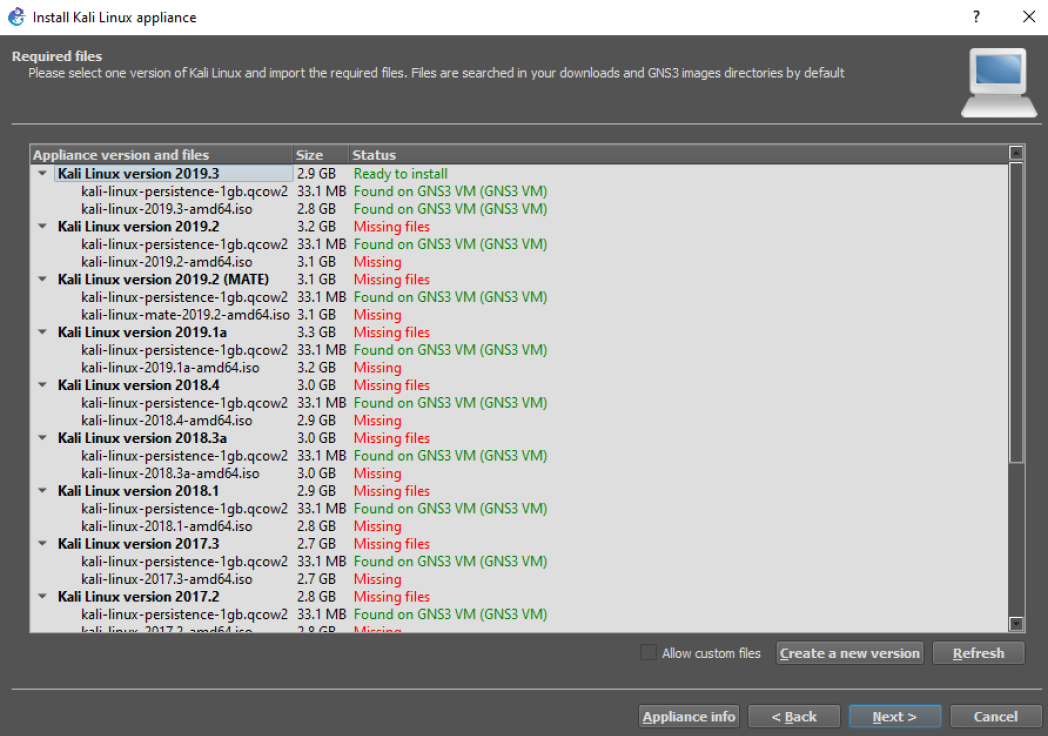 Install Kali Linux appliance ?
Required files
Please select one version of Kali Linux and import the required files. Files are searched in your downloads and GNS3 images directories by default
Appliance version and files Size Status
Kali Linux version 2019.3 2.9 GB Ready to install
kali-linux-persistence-1gb.qcow2 33.1 MB Found on GNS3 VM (GNS3 VM)
kali-linux-2019.3-amd64.iso 2.8 GB Found on GNS3 VM (GNS3 VM)
Kali Linux version 2019.2 3.2 GB Missing files
kali-linux-persistence-1gb.qcow2 33.1 MB Found on GNS3 VM (GNS3 VM)
kali-linux-2019.2-amd64.iso 3.1 GB Missing
Kali Linux version 2019.2 (MATE) 3.1 GB Missing files
kali-linux-persistence-1gb.qcow2 33.1 MB Found on GNS3 VM (GNS3 VM)
kali-linux-mate-2019.2-amd64.iso 3.1 GB Missing
Kali Linux version 2019.1a 3.3 GB Missing files
kali-linux-persistence-1gb.qcow2 33.1 MB Found on GNS3 VM (GNS3 VM)
kali-linux-2019.1a-amd64.iso 3.2 GB Missing
Kali Linux version 2018.4 3.0 GB Missing files
kali-linux-persistence-1gb.qcow2 33.1 MB Found on GNS3 VM (GNS3 VM)
kali-linux-2018.4-amd64.iso 2.9 GB Missing
Kali Linux version 2018.3a 3.0 GB Missing files
kali-linux-persistence-1gb.qcow2 33.1 MB Found on GNS3 VM (GNS3 VM)
kali-linux-2018.3a-amd64.iso 3.0 GB Missing
Kali Linux version 2018.1 2.9 GB Missing files
kali-linux-persistence-1gb.qcow2 33.1 MB Found on GNS3 VM (GNS3 VM)
kali-linux-2018.1-amd64.iso 2.8 GB Missing
Kali Linux version 2017.3 2.7 GB Missing files
kali-linux-persistence-1gb.qcow2 33.1 MB Found on GNS3 VM (GNS3 VM)
kali-linux-2017.3-amd64.iso 2.7 GB Missing
Kali Linux version 2017.2 2.8 GB Missing files
kali-linux-persistence-1gb.qcow2 33.1 MB Found on GNS3 VM (GNS3 VM)
kali-linux-2017.2-amd64.iso 2.8 GB Missing
Allow custom files Create a new version Refresh
Appliance info < Back Next > Cancel